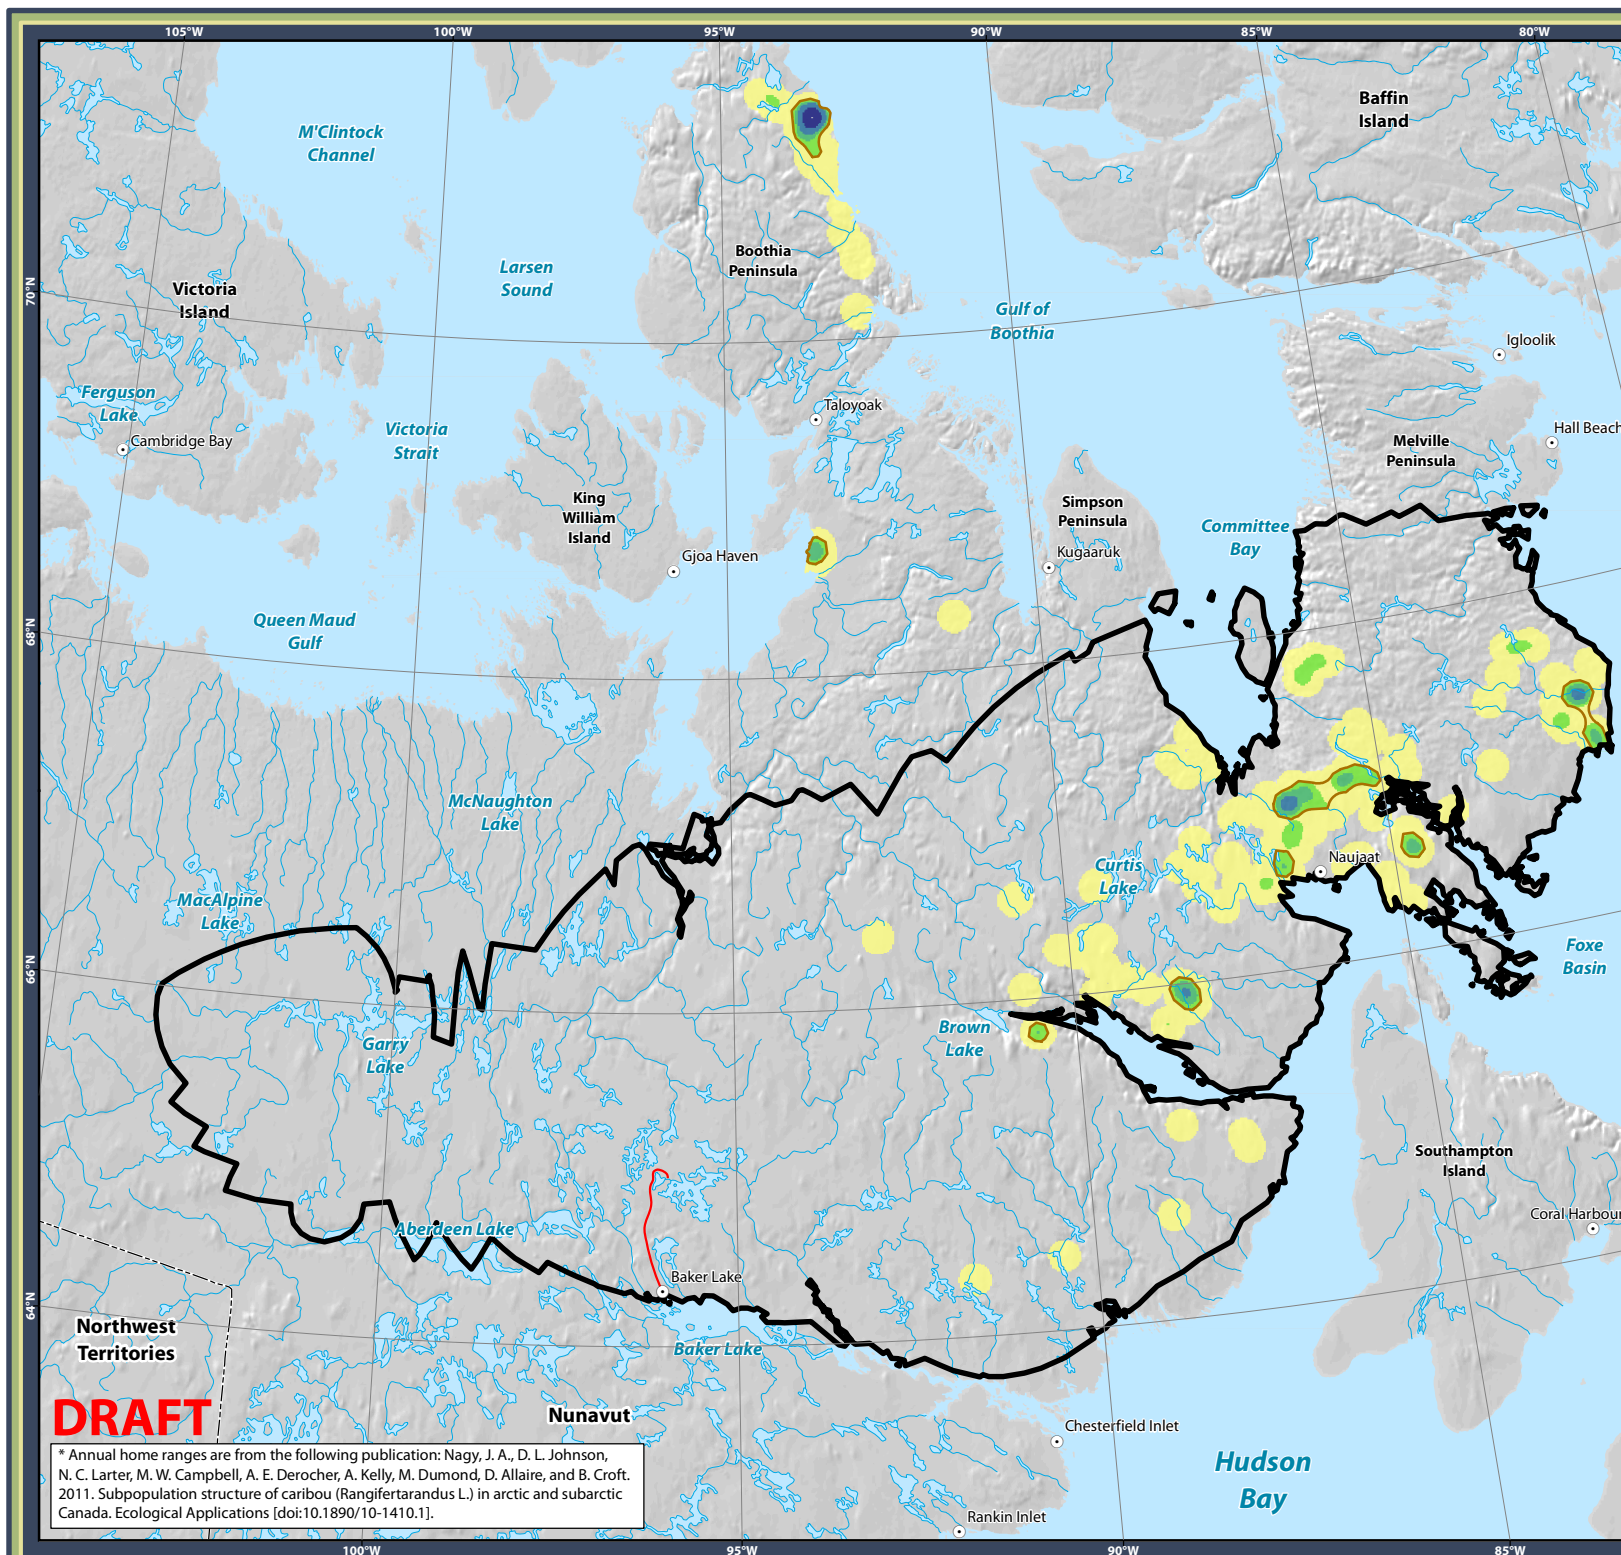 105°W
100°W
95°W
90°W
85°W
80°W
Baffin
Island
M'Clintock
Channel
Boothia
Peninsula
Larsen
Sound
Victoria
Island
70°N
Gulf of
Boothia
Igloolik
Ferguson
Lake
Taloyoak
Cambridge Bay
Victoria
Strait
Hall Beach
Melville
Peninsula
King
William
Island
Simpson
Peninsula
Committee
Bay
Gjoa Haven
Kugaaruk
Queen Maud
Gulf
68°N
McNaughton
Lake
Curtis
Lake
Naujaat
MacAlpine
Lake
Foxe
Basin
66°N
Garry
Lake
Brown
Lake
Southampton
Island
Coral Harbour
Aberdeen Lake
Baker Lake
64°N
Northwest
Territories
Baker Lake
DRAFT
Nunavut
Chesterfield Inlet
Hudson
Bay
* Annual home ranges are from the following publication: Nagy, J. A., D. L. Johnson,
N. C. Larter, M. W. Campbell, A. E. Derocher, A. Kelly, M. Dumond, D. Allaire, and B. Croft.
2011. Subpopulation structure of caribou (Rangifertarandus L.) in arctic and subarctic
Canada. Ecological Applications [doi:10.1890/10-1410.1].
Rankin Inlet
100°W
95°W
90°W
85°W